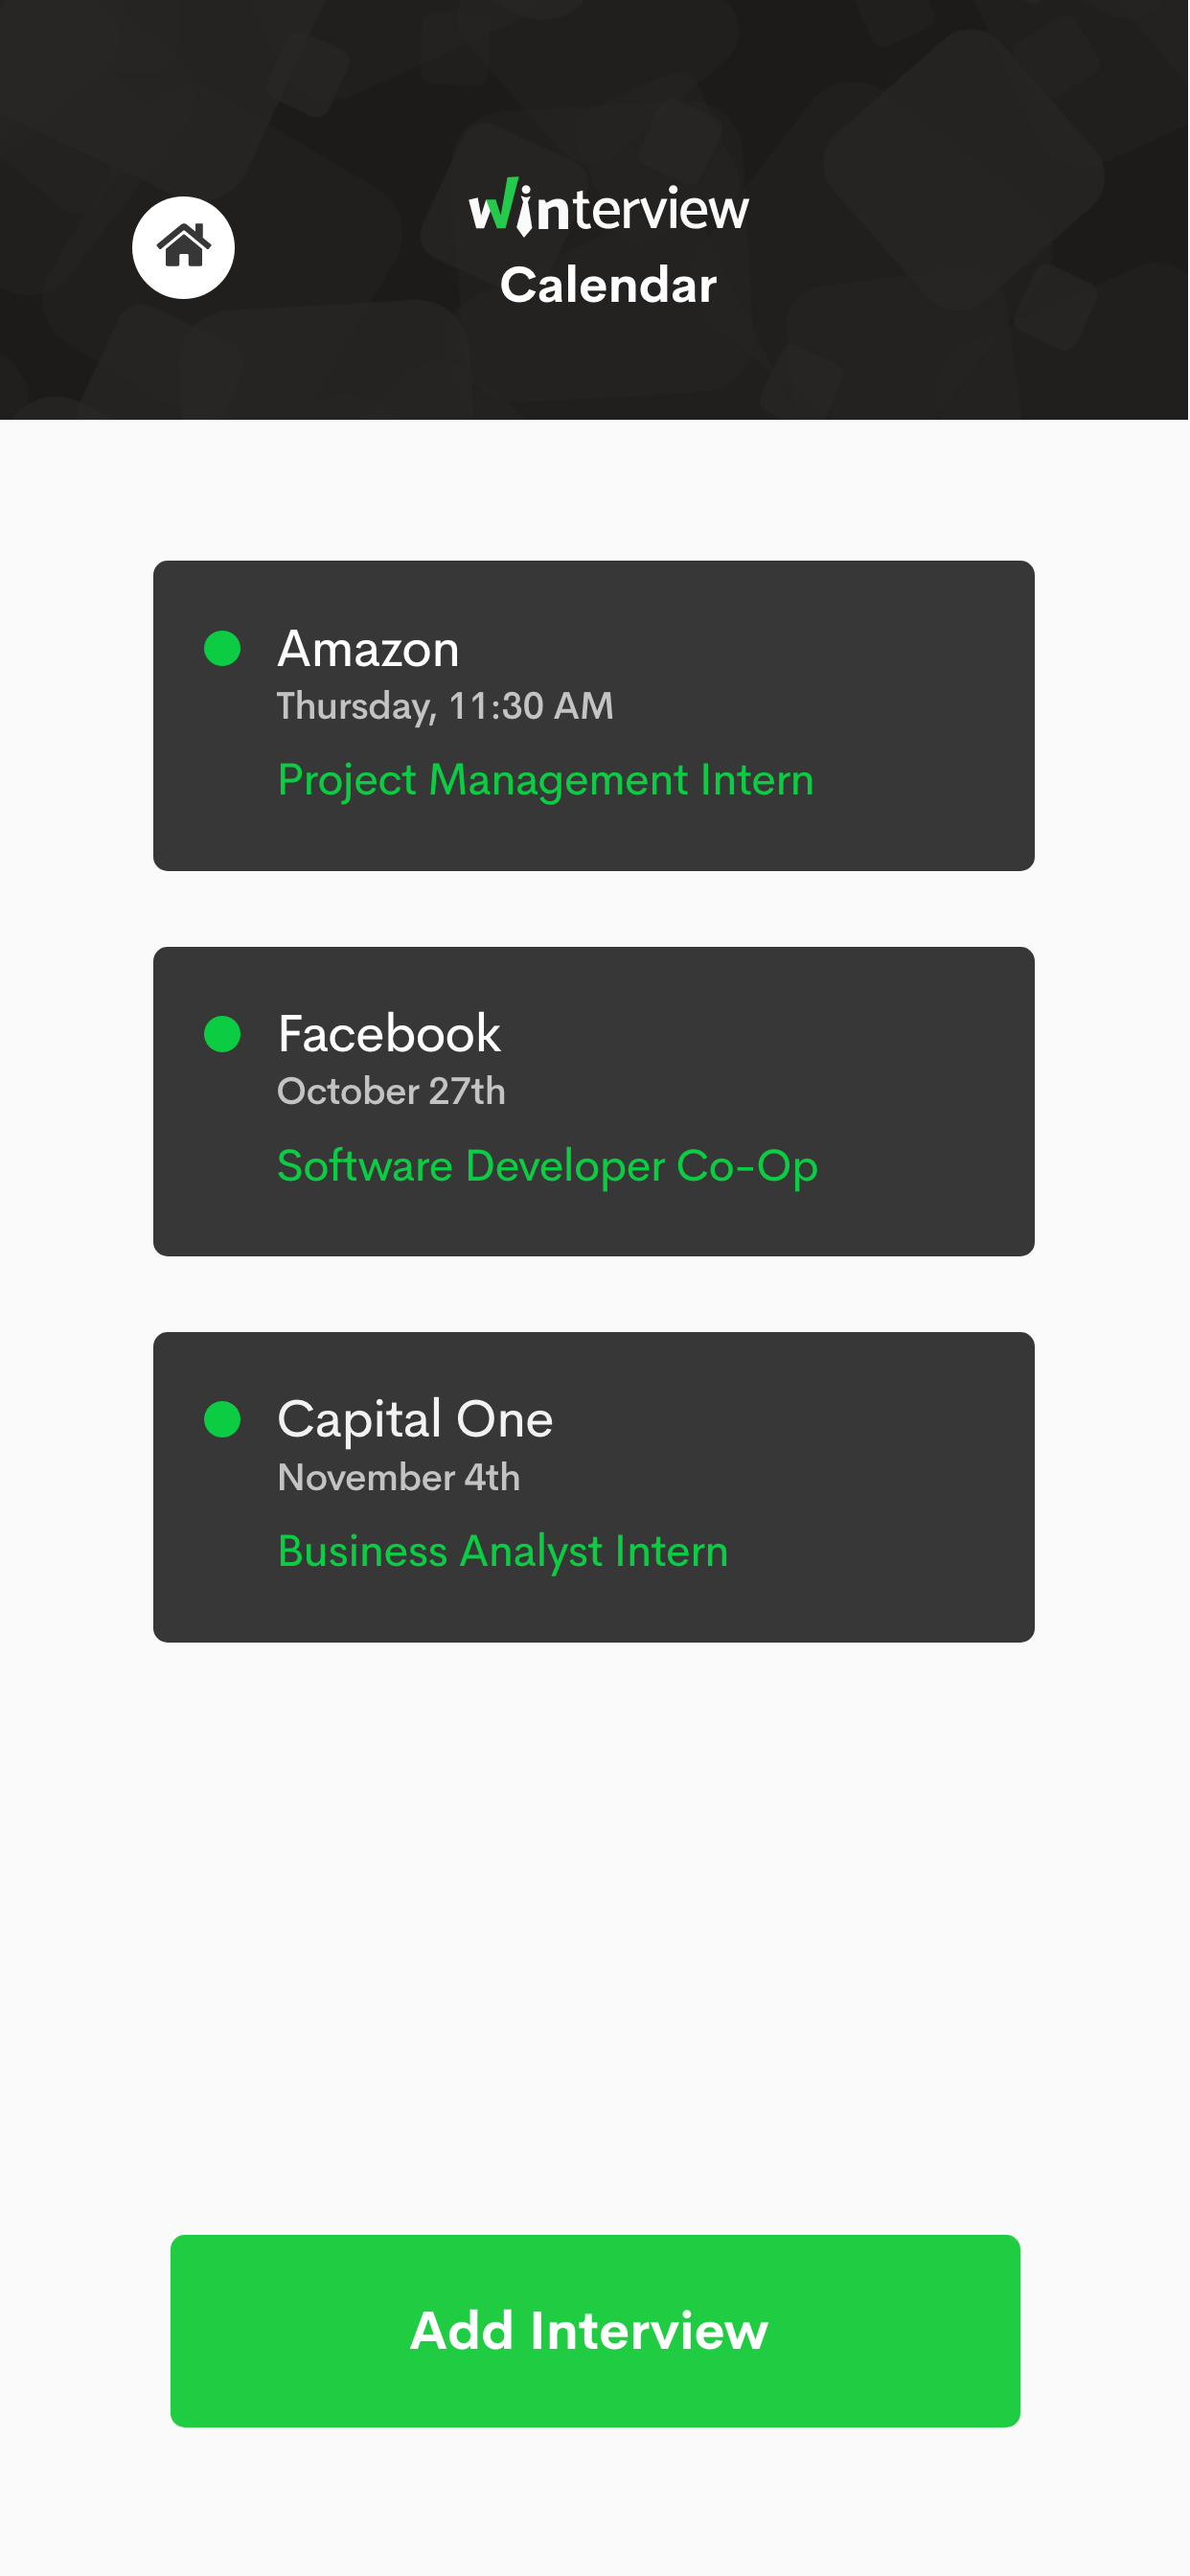 Winterview
Calendar
Amazon
Thursday, 11:30 AM
Project Management Intern
Facebook
October 27th
Software Developer Co-Op
Capital One
November 4th
Business Analyst Intern
Add Interview